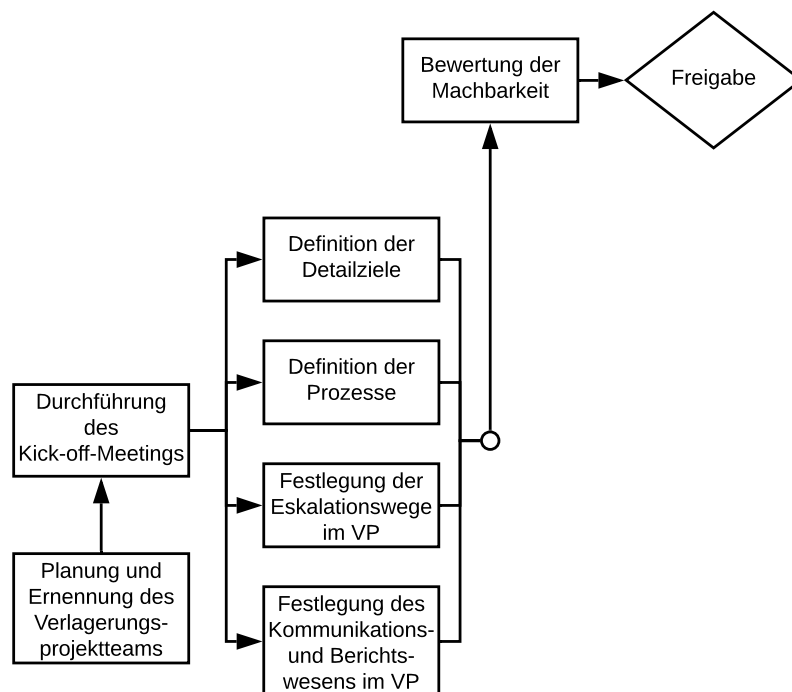 Bewertung der
Machbarkeit
Freigabe
Definition der
Detailziele
Definition der
Prozesse
Durchführung
des
Kick-off-Meetings
Festlegung der
Eskalationswege
im VP
Planung und
Ernennung des
Verlagerungs-
projektteams
Festlegung des
Kommunikations-
und Berichts-
wesens im VP